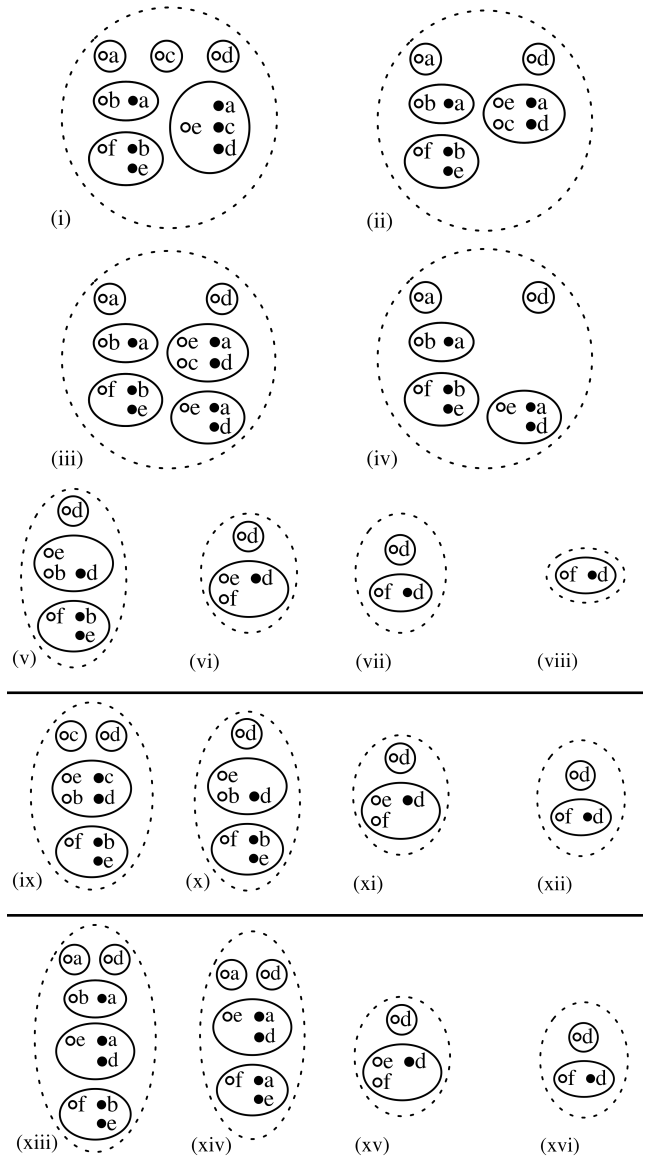 a c d
b a a
e c
f b d
e
(i)
a d
b a e a
c d
f b
e
(ii)
a d
b a e a
c d
f b e a
e d
(iii)
a d
b a
f b e a
e d
(iv)
d
e
b d
f b
e
(v)
d
e d
f
(vi)
d
f d
(vii)
f d
(viii)
c d
e c
b d
f b
e
(ix)
d
e
b d
f b
e
(x)
d
e d
f
(xi)
d
f d
(xii)
a d
b a
e a
d
f b
e
(xiii)
a d
e a
d
f a
e
(xiv)
d
e d
f
(xv)
d
f d
(xvi)